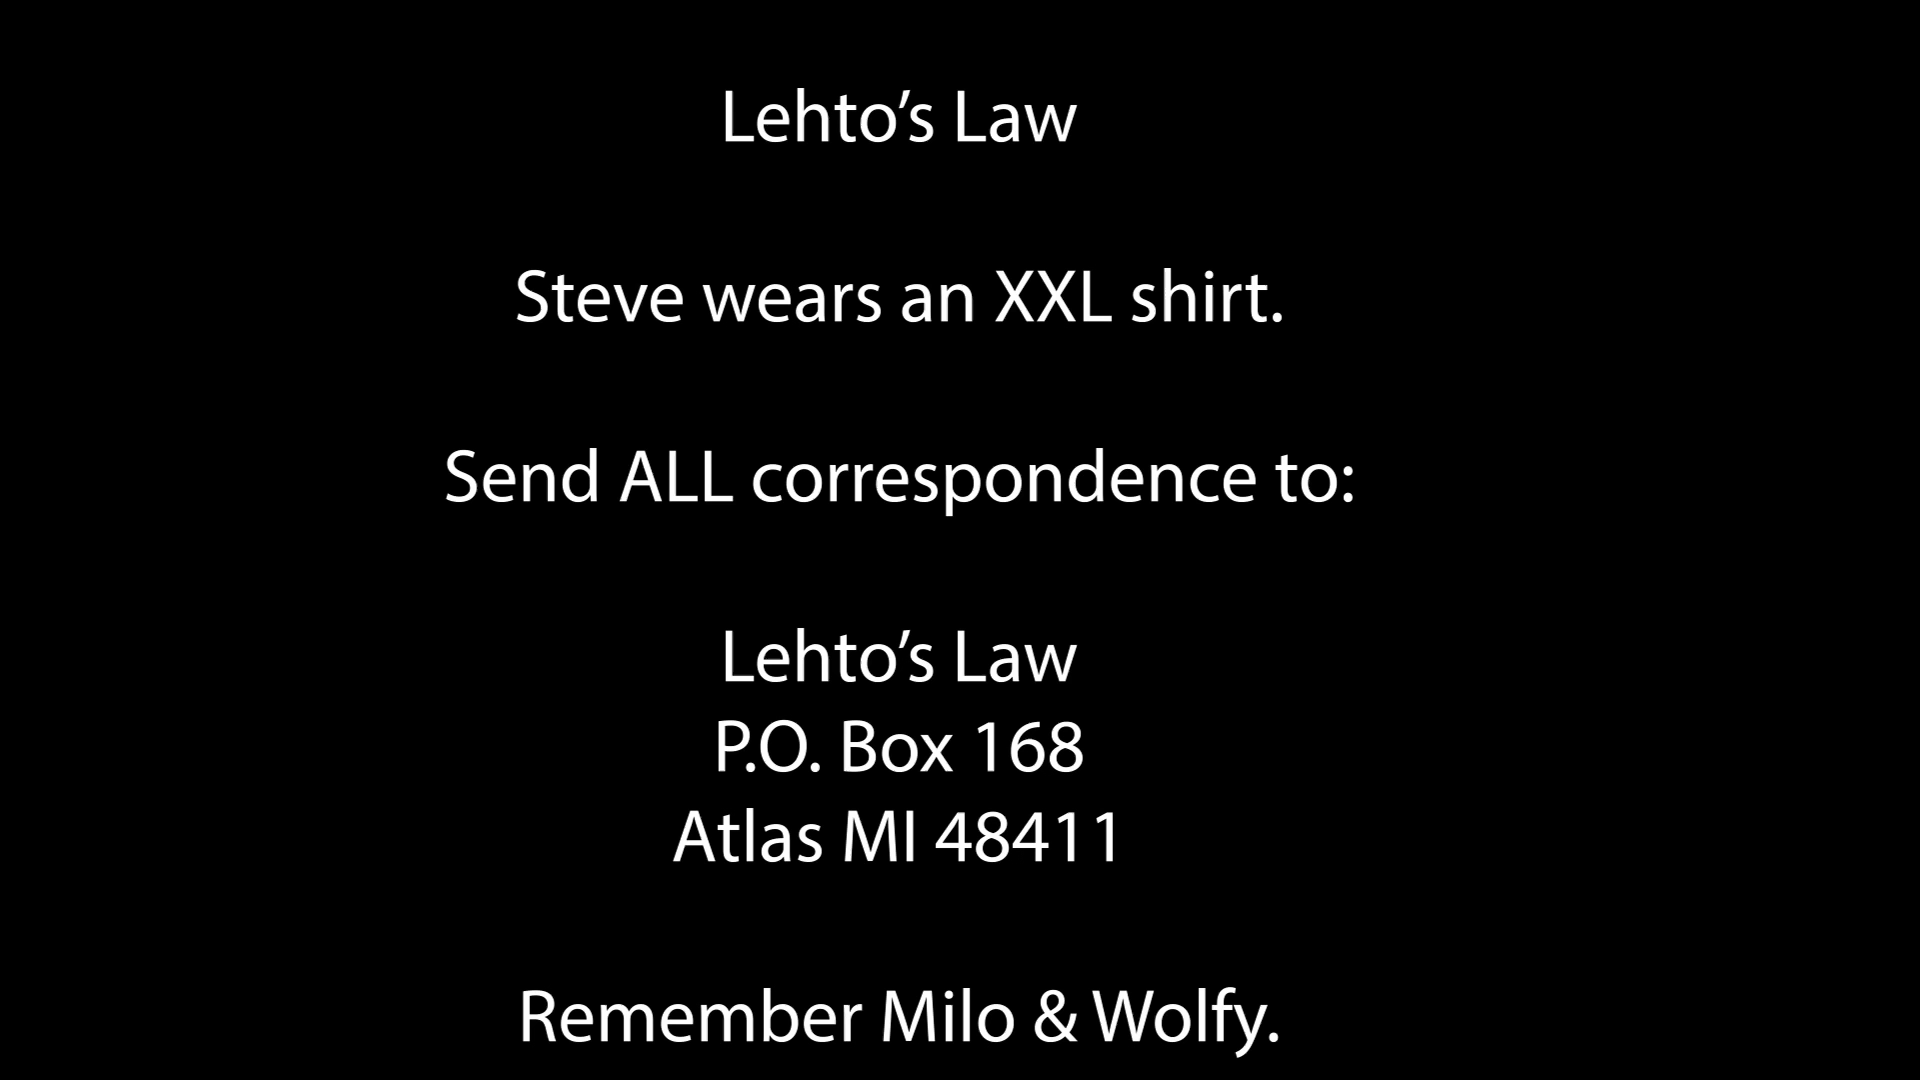 Lehto’s Law
Steve wears an XXL shirt.
Send ALL correspondence to:
Lehto’s Law
P.O. Box 168
Atlas MI 48411
Remember Milo & Wolfy.